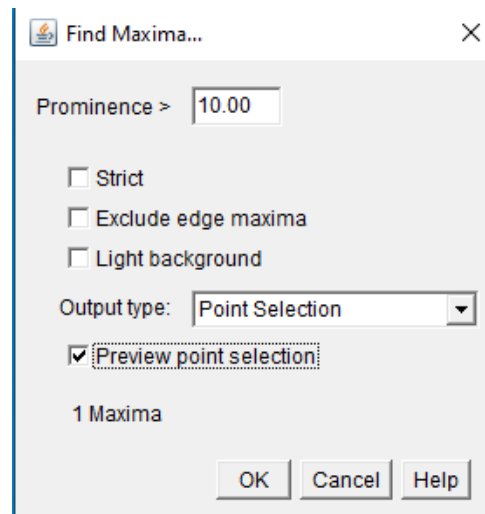 Find Maxima...
Prominence > 10.00
Strict
Exclude edge maxima
Light background
Output type: Point Selection
Preview point selection
1 Maxima
OK Cancel Help